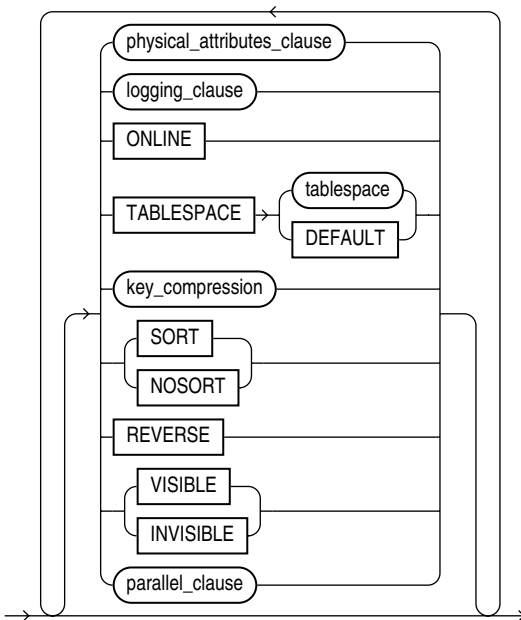 physical_attributes_clause
logging_clause
ONLINE
tablespace
TABLESPACE
DEFAULT
key_compression
SORT
NOSORT
REVERSE
VISIBLE
INVISIBLE
parallel_clause